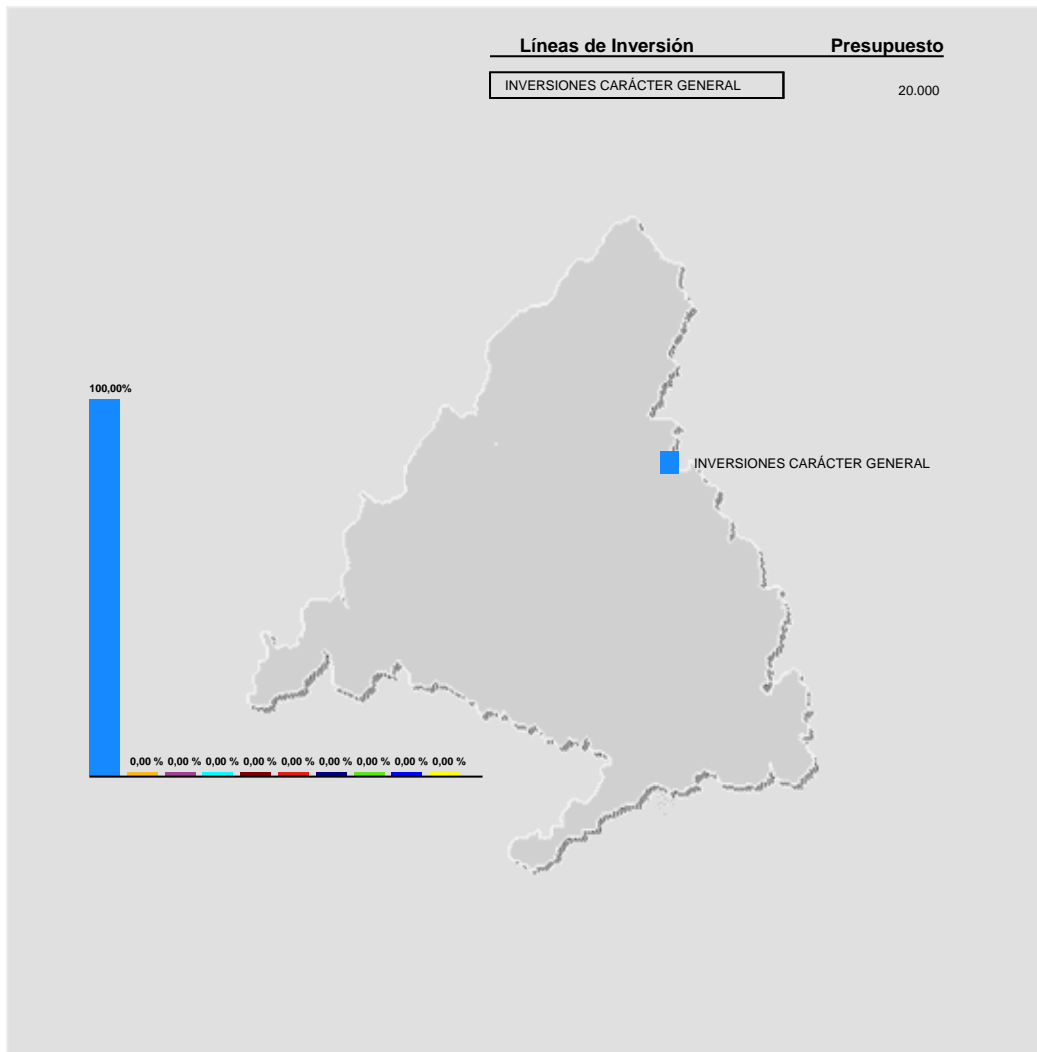 Líneas de Inversión Presupuesto
INVERSIONES CARÁCTER GENERAL 20.000
100,00%
INVERSIONES CARÁCTER GENERAL
0,00 % 0,00 % 0,00 % 0,00 % 0,00 % 0,00 % 0,00 % 0,00 % 0,00 %